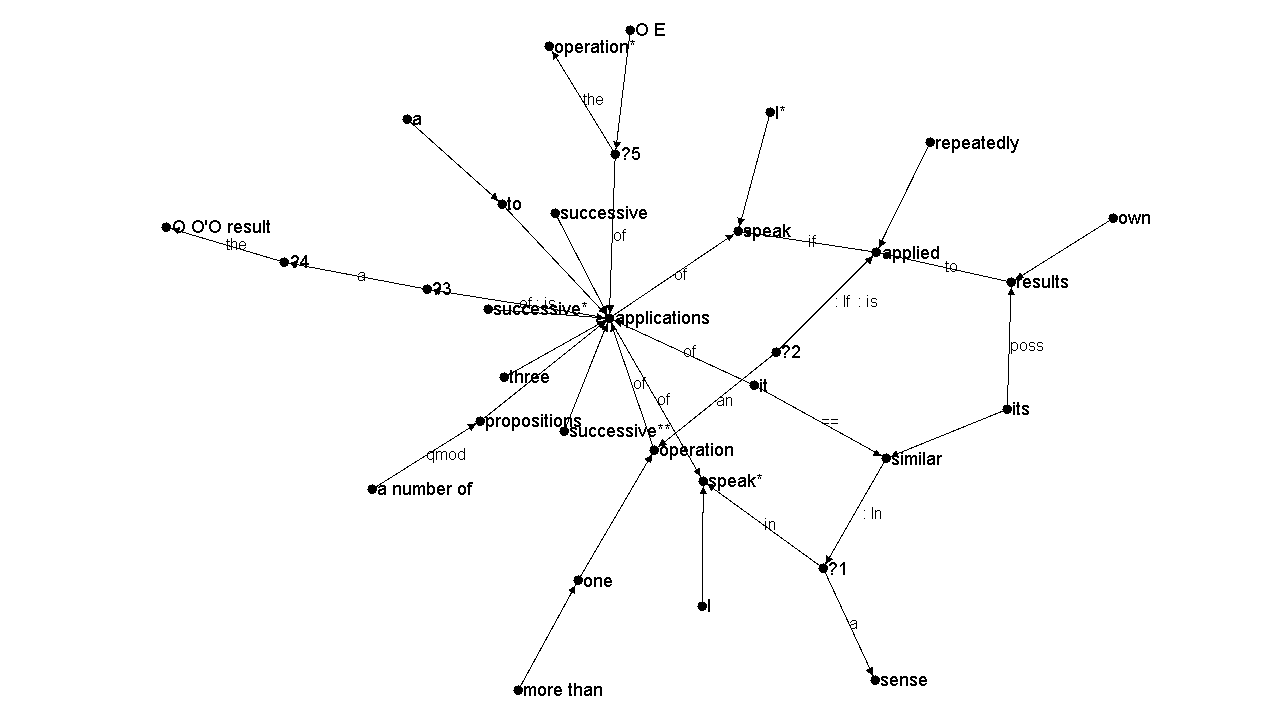 O E
operation*
the
I*
a
repeatedly
?5
to
successive
own
O O'O result
the
speak
of
if
applied
to
?4
a
of
results
?3
of : is
: If : is
successive*
applications
poss
of
?2
three
of
it
of
an
its
propositions
==
successive**
operation
qmod
similar
speak*
a number of
: In
in
?1
one
I
a
sense
more than